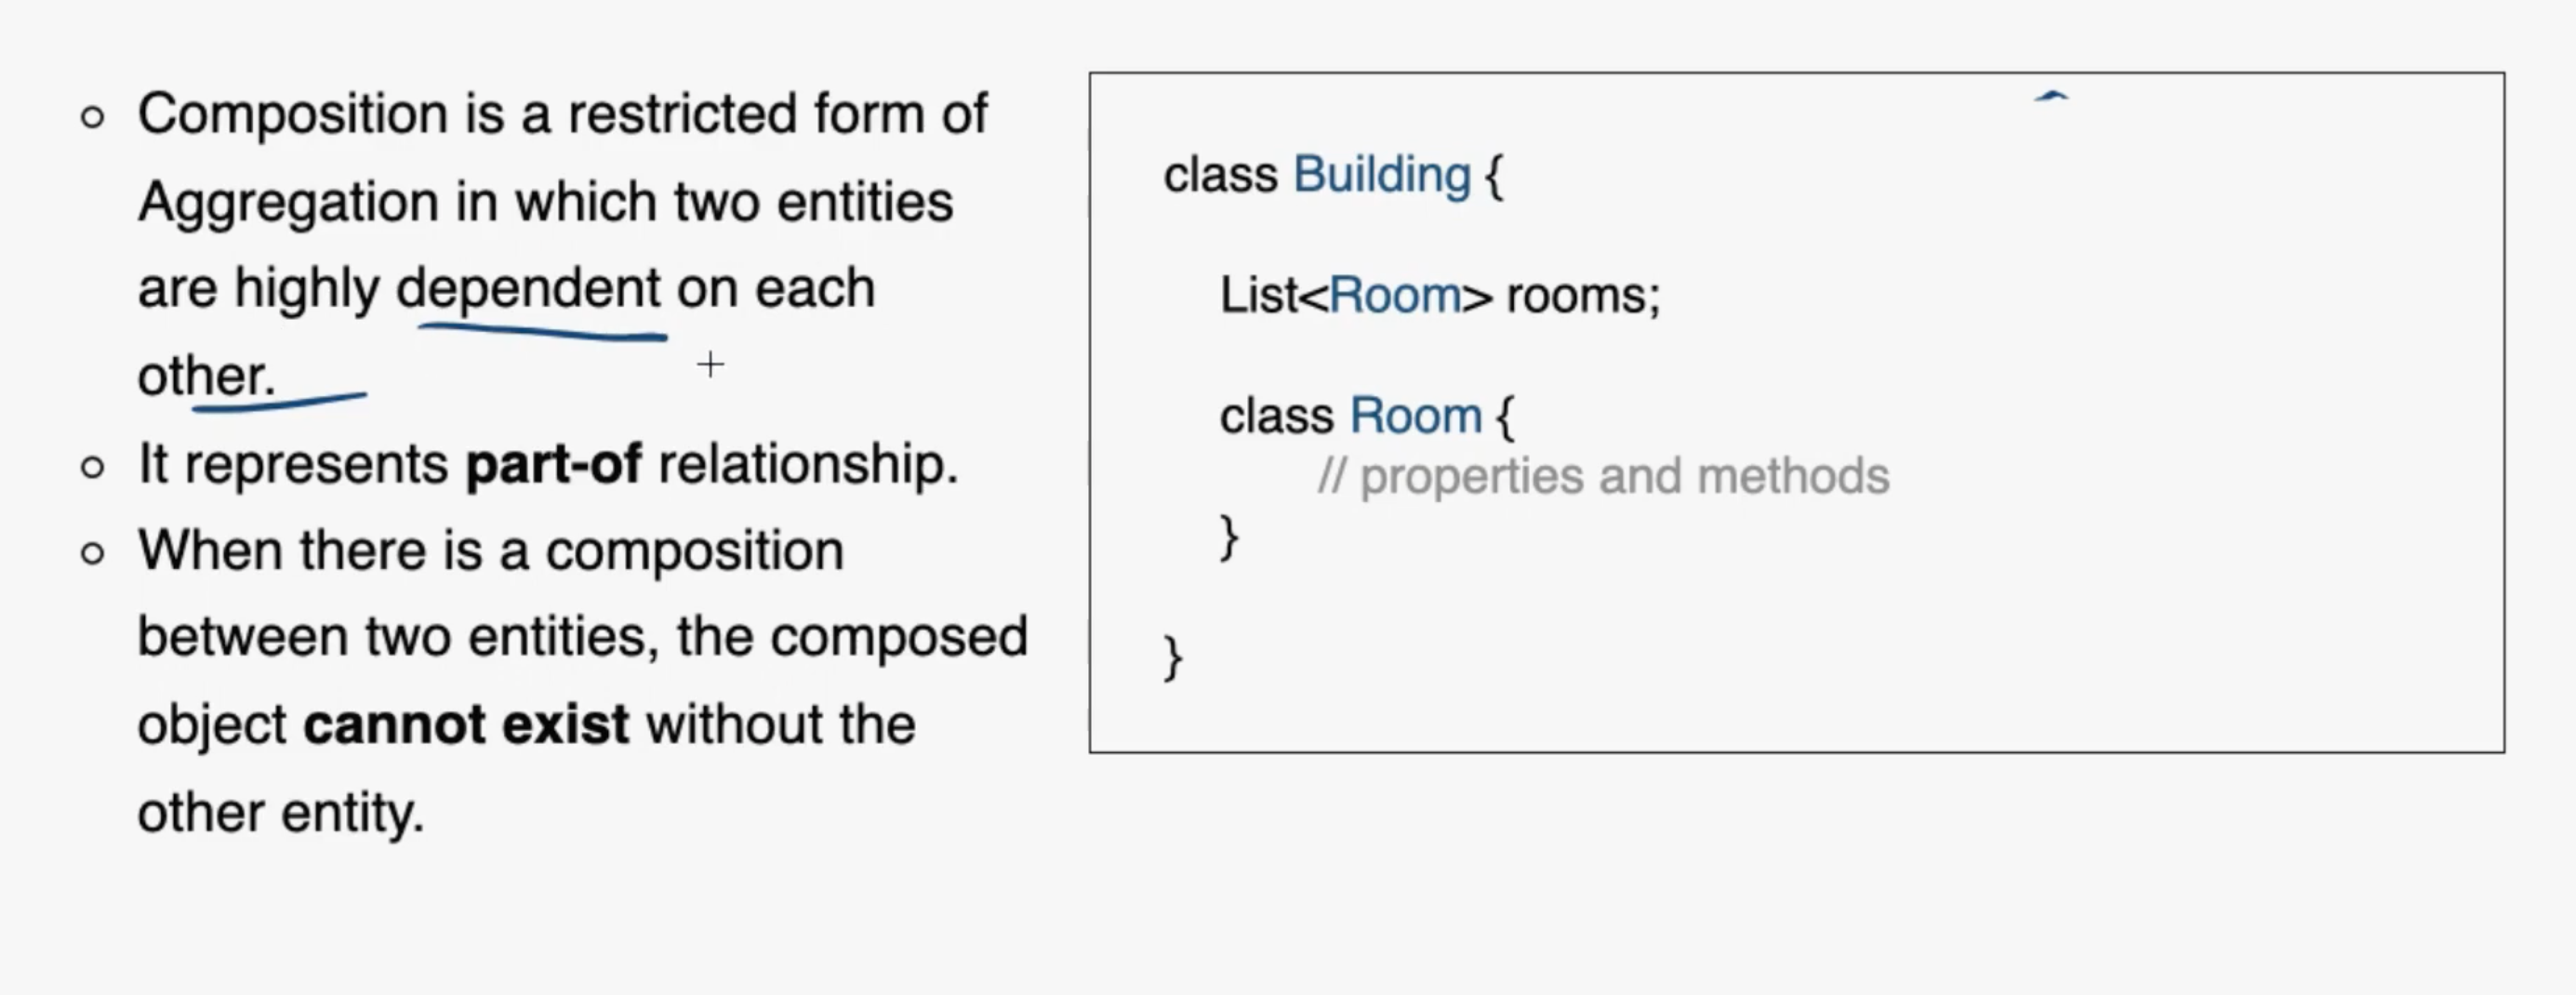 Composition is a restricted form of
Aggregation in which two entities
are highly dependent on each
other.
It represents part-of relationship.
When there is a composition
between two entities, the composed
object cannot exist without the
other entity.
class Building {
List<Room> rooms;
class Room {
// properties and methods
}
}